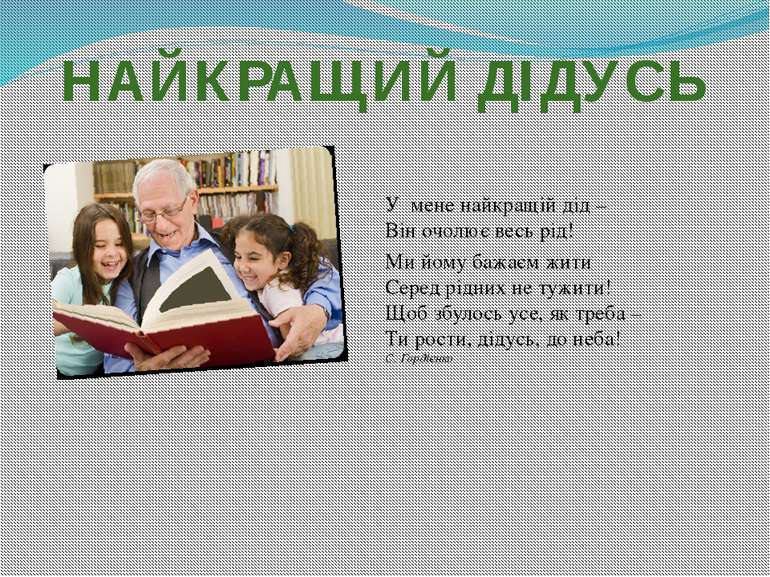 НАЙКРАЩИЙ ДІДУСЬ
У мене найкращій дід –
Він очолює весь рід!
Ми йому бажаєм жити
Серед рідних не тужити!
Щоб збулось усе, як треба –
Ти рости, дідусь, до неба!
С. Гордієнко